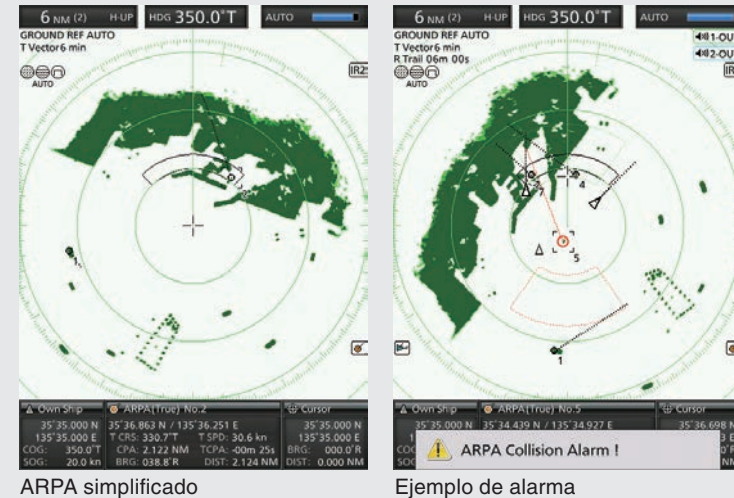 6 NM (2) H-UP HDG 350.0°T AUTO
GROUND REF AUTO
T Vector 6 min
AUTO
IR2
1
2
Own Ship ARPA(True) No.2 Cursor
35°35.000 N 35°36.863 N / 135°36.251 E 35°35.000 N
135°35.000 E T CRS: 330.7°T T SPD: 30.6 kn 135°35.000 E
COG: 350.0°T CPA: 2.122 NM TCPA: -00m 25s BRG: 000.0°R
SOG: 20.0 kn BRG: 038.8°R DIST: 2.124 NM DIST: 0.000 NM
ARPA simplificado
6 NM (2) H-UP HDG 350.0°T AUTO
GROUND REF AUTO
T Vector 6 min
R Trail 06m 00s
AUTO
1-OU
2-OU
7
4
5
1
Own Ship ARPA(True) No.5 Cursor
35°35.000 N 35°34.439 N / 135°34.927 E 35°36.698 N
ARPA Collision Alarm !
Ejemplo de alarma